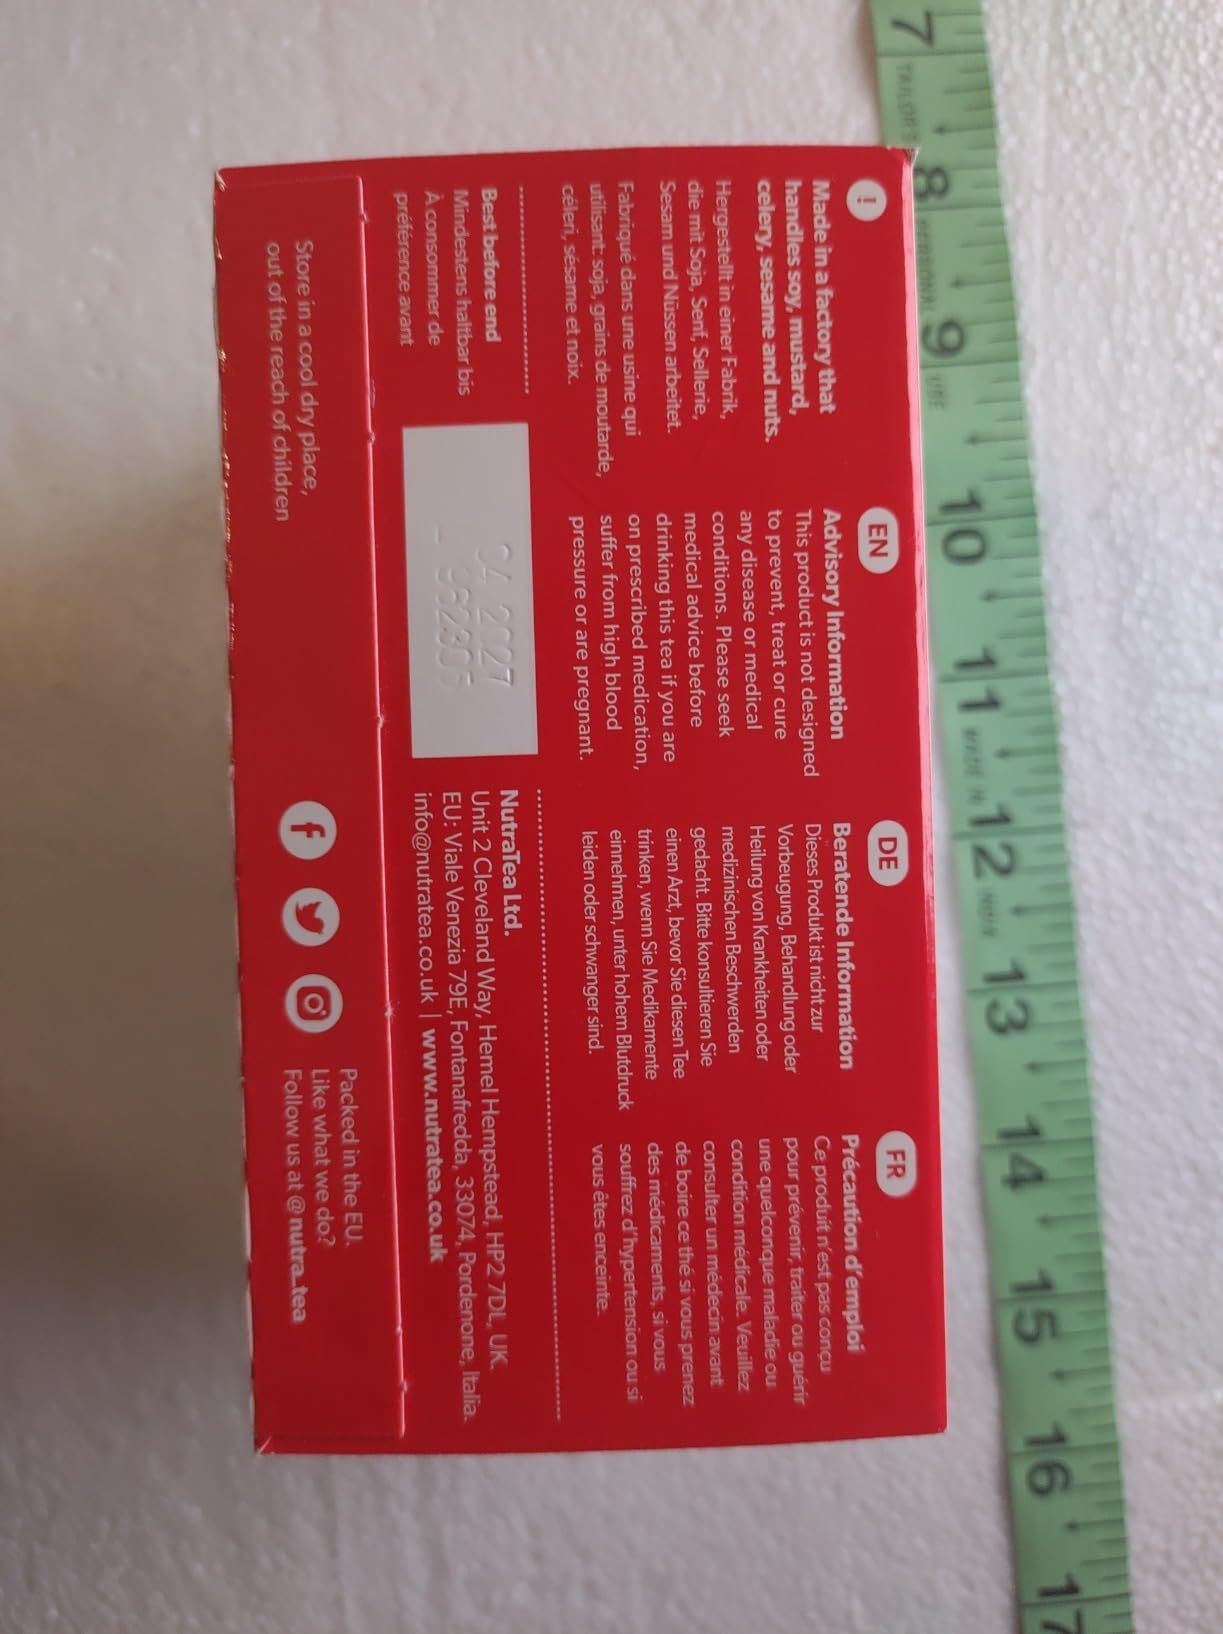 !
Made in a factory that
handles soy, mustard,
celery, sesame and nuts.
Hergestellt in einer Fabrik,
die mit Soja, Senf, Sellerie,
Sesam und Nüssen arbeitet.
Fabriqué dans une usine qui
utilisant: soja, grains de moutarde,
céleri, sésame et noix.
EN
Advisory Information
This product is not designed
to prevent, treat or cure
any disease or medical
conditions. Please seek
medical advice before
drinking this tea if you are
on prescribed medication,
suffer from high blood
pressure or are pregnant.
DE
Beratende Information
Dieses Produkt ist nicht zur
Vorbeugung, Behandlung oder
Heilung von Krankheiten oder
medizinischen Beschwerden
gedacht. Bitte konsultieren Sie
einen Arzt, bevor Sie diesen Tee
trinken, wenn Sie Medikamente
einnehmen, unter hohem Blutdruck
leiden oder schwanger sind.
FR
Précaution d'emploi
Ce produit n'est pas conçu
pour prévenir, traiter ou guérir
une quelconque maladie ou
condition médicale. Veuillez
consulter un médecin avant
de boire ce thé si vous prenez
des médicaments, si vous
souffrez d'hypertension ou si
vous êtes enceinte.
Best before end
Mindestens haltbar bis
À consommer de
préférence avant
04 2027
NutraTea Ltd.
Unit 2 Cleveland Way, Hemel Hempstead, HP2 7DL, UK.
EU: Viale Venezia 79E, Fontanafredda, 33074, Pordenone, Italia.
info@nutratea.co.uk | www.nutratea.co.uk
Store in a cool dry place,
out of the reach of children
Packed in the EU.
Like what we do?
Follow us at @nutra.tea
7 8 9 10 11 12 13 14 15 16 17
TAILOR'S PERSONAL USE MADE IN